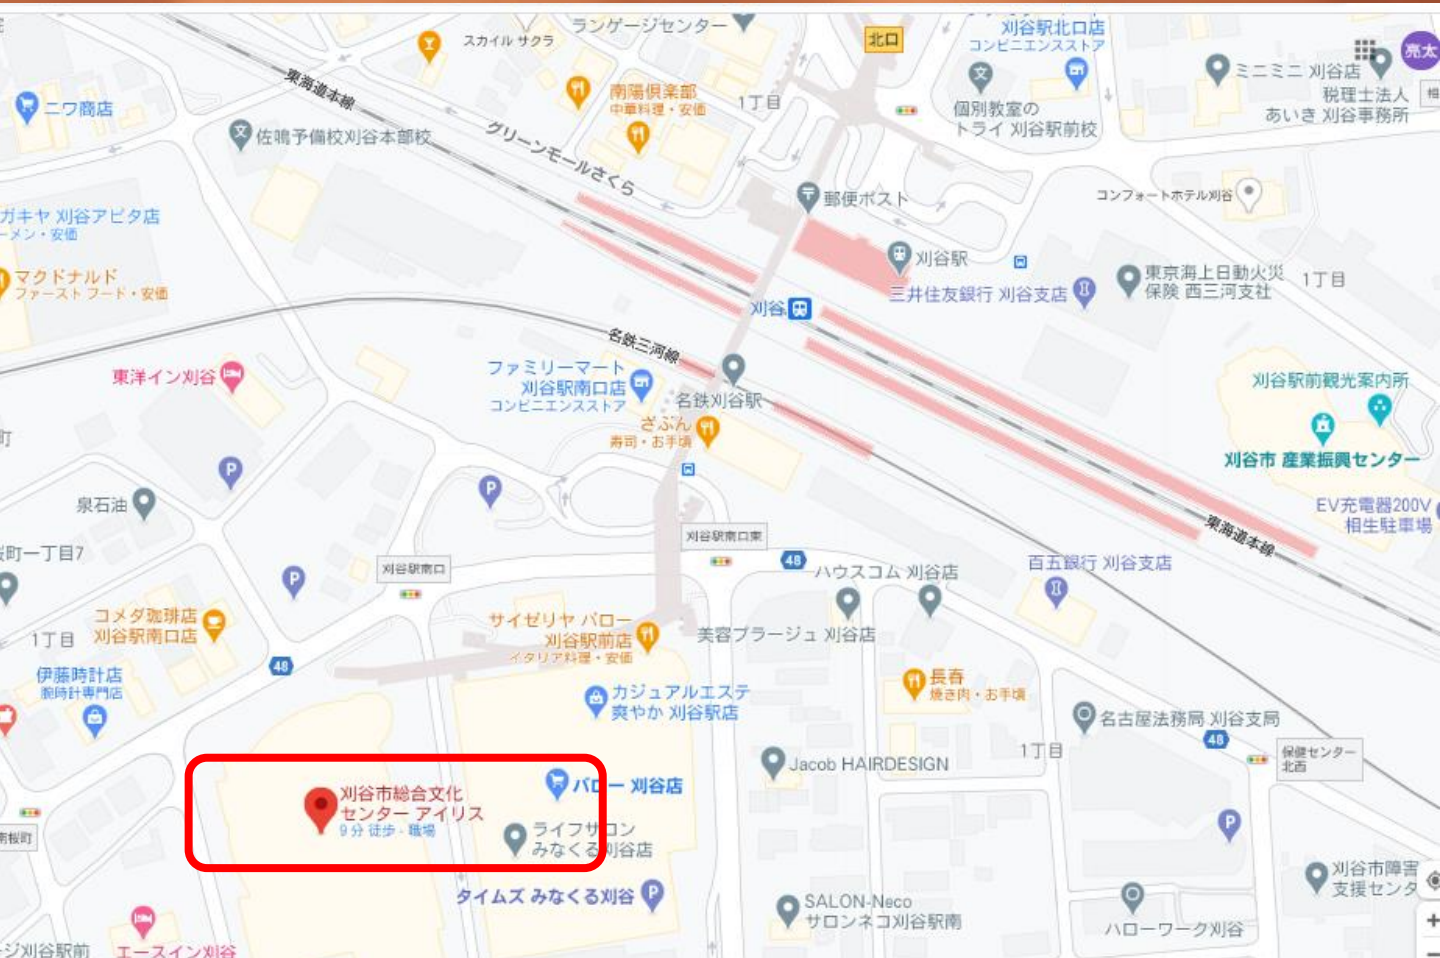 ランゲージセンター
スカイル サクラ
北口
刈谷駅北口店
コンビニエンスストア
亮太
ミニミニ 刈谷店
税理士法人
あいき 刈谷事務所
東海道本線
ニワ商店
南陽倶楽部
中華料理・安価
1丁目
個別教室の
トライ 刈谷駅前校
佐鳴予備校刈谷本部校
グリーンモールさくら
郵便ポスト
コンフォートホテル刈谷
ガキヤ 刈谷アピタ店
ーメン・安価
刈谷駅
マクドナルド
ファースト フード・安価
東京海上日動火災
保険 西三河支社
1丁目
三井住友銀行 刈谷支店
刈谷
名鉄三河線
東洋イン刈谷
ファミリーマート
刈谷駅南口店
コンビニエンスストア
名鉄刈谷駅
刈谷駅前観光案内所
ざぶん
寿司・お手頃
町
刈谷市 産業振興センター
P
P
泉石油
EV充電器200V
相生駐車場
東海道本線
刈谷駅南口東
桜町一丁目7
刈谷駅南口
48
ハウスコム 刈谷店
百五銀行 刈谷支店
P
コメダ珈琲店
刈谷駅南口店
1丁目
サイゼリヤ バロー
刈谷駅前店
イタリア料理・安価
美容プラージュ 刈谷店
48
伊藤時計店
腕時計専門店
カジュアルエステ
爽やか 刈谷駅店
長春
焼き肉・お手頃
名古屋法務局 刈谷支局
48
1丁目
保健センター
北西
Jacob HAIRDESIGN
刈谷市総合文化
センター アイリス
9 分 徒歩 - 職場
バロー 刈谷店
ライフサロン
みなくる刈谷店
P
南桜町
刈谷市障害
支援センタ
タイムズ みなくる刈谷
P
SALON-Neco
サロンネコ刈谷駅南
ハローワーク刈谷
ージ刈谷駅前
エースイン刈谷